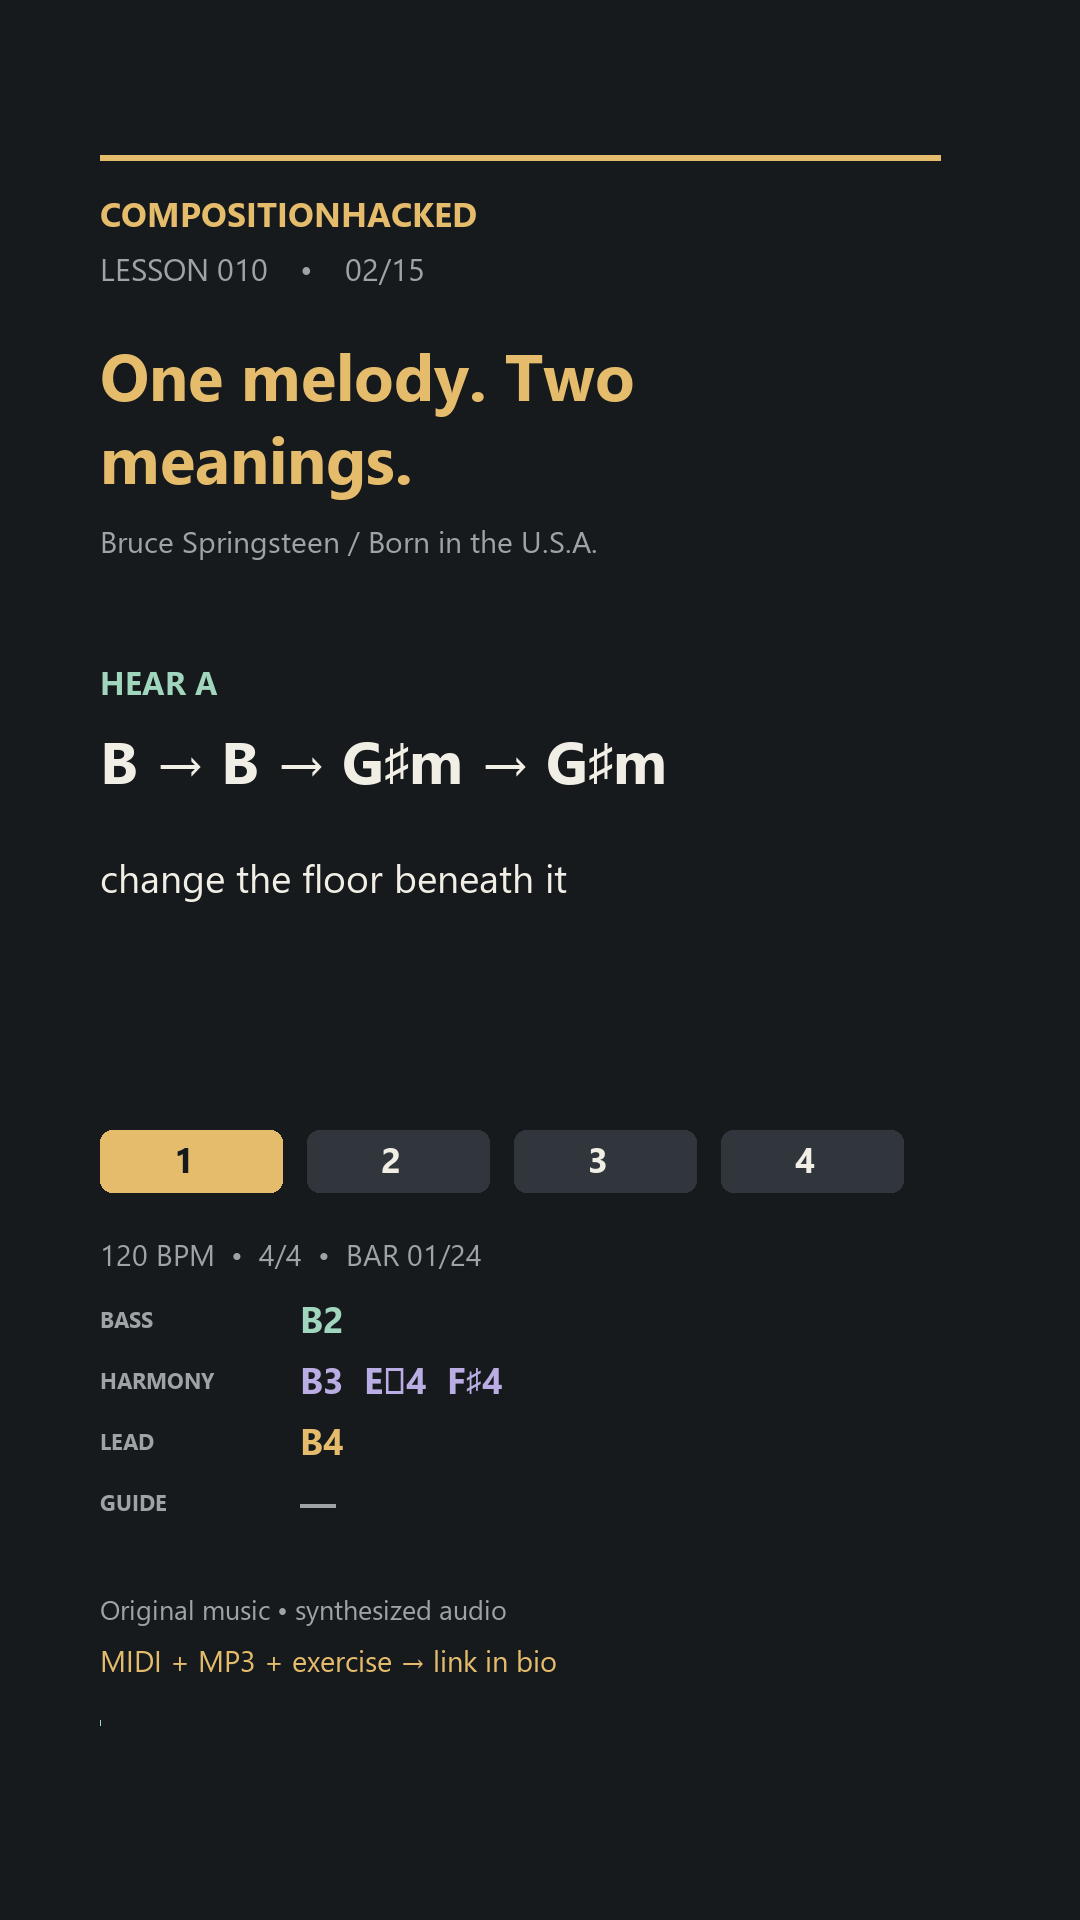 COMPOSITIONHACKED
LESSON 010 • 02/15
One melody. Two
meanings.
Bruce Springsteen / Born in the U.S.A.
HEAR A
B → B → G♯m → G♯m
change the floor beneath it
1 2 3 4
120 BPM • 4/4 • BAR 01/24
BASS B2
HARMONY B3 E▯4 F♯4
LEAD B4
GUIDE —
Original music • synthesized audio
MIDI + MP3 + exercise → link in bio